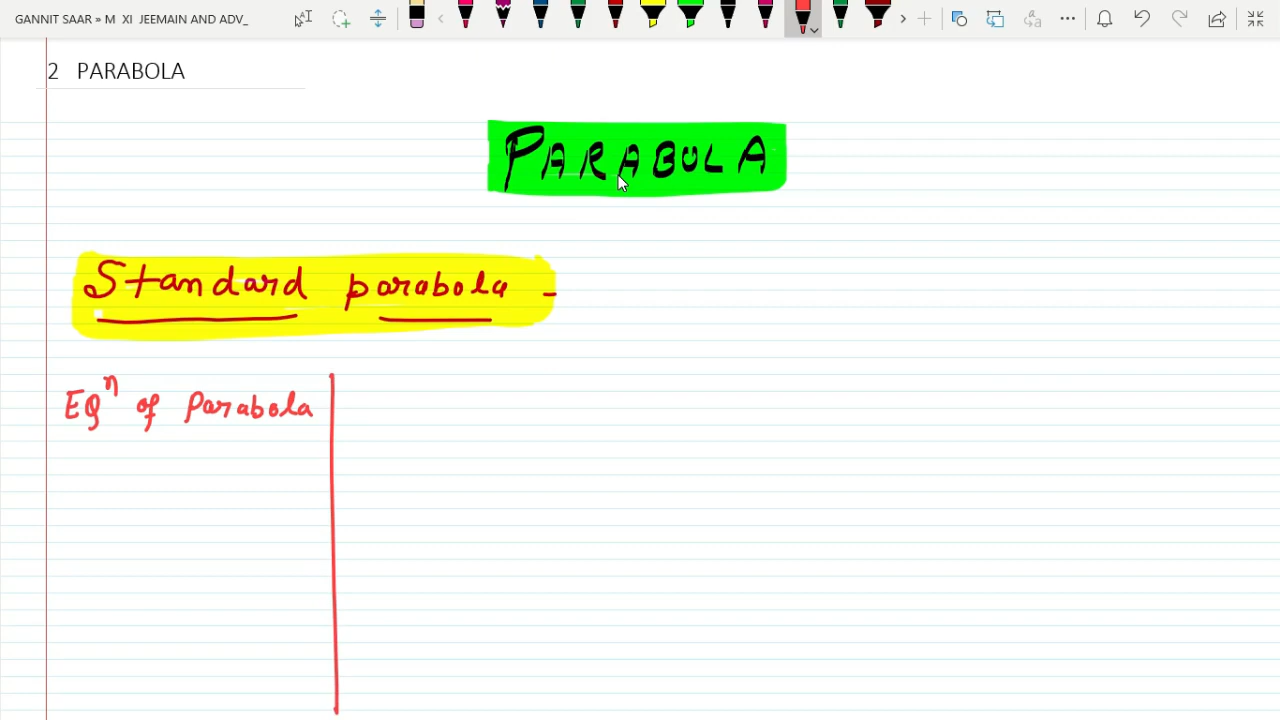 GANNIT SAAR » M XI JEEMAIN AND ADV_
2 PARABOLA
PARABOLA
Standard parabola -
EQⁿ of Parabola